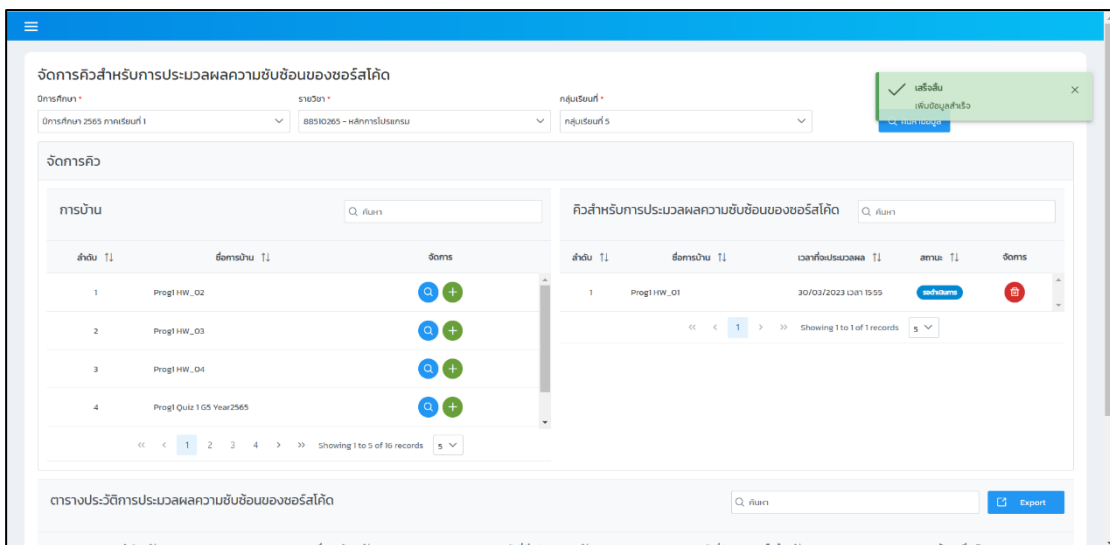 จัดการคิวสำหรับการประมวลผลความซับซ้อนของซอร์สโค้ด
ปีการศึกษา * รายวิชา * กลุ่มเรียนที่ *
ปีการศึกษา 2565 ภาคเรียนที่ 1 88510265 - หลักการโปรแกรม กลุ่มเรียนที่ 5
เสร็จสิ้น
เพิ่มข้อมูลสำเร็จ
จัดการคิว
การบ้าน ค้นหา
ลำดับ ชื่อการบ้าน จัดการ
1 Prog1 HW_02
2 Prog1 HW_03
3 Prog1 HW_04
4 Prog1 Quiz 1 G5 Year2565
1 2 3 4 Showing 1 to 5 of 16 records 5
คิวสำหรับการประมวลผลความซับซ้อนของซอร์สโค้ด ค้นหา
ลำดับ ชื่อการบ้าน เวลาที่จะประมวลผล สถานะ จัดการ
1 Prog1 HW_01 30/03/2023 เวลา 15:55 รอดำเนินการ
1 Showing 1 to 1 of 1 records 5
ตารางประวัติการประมวลผลความซับซ้อนของซอร์สโค้ด ค้นหา Export